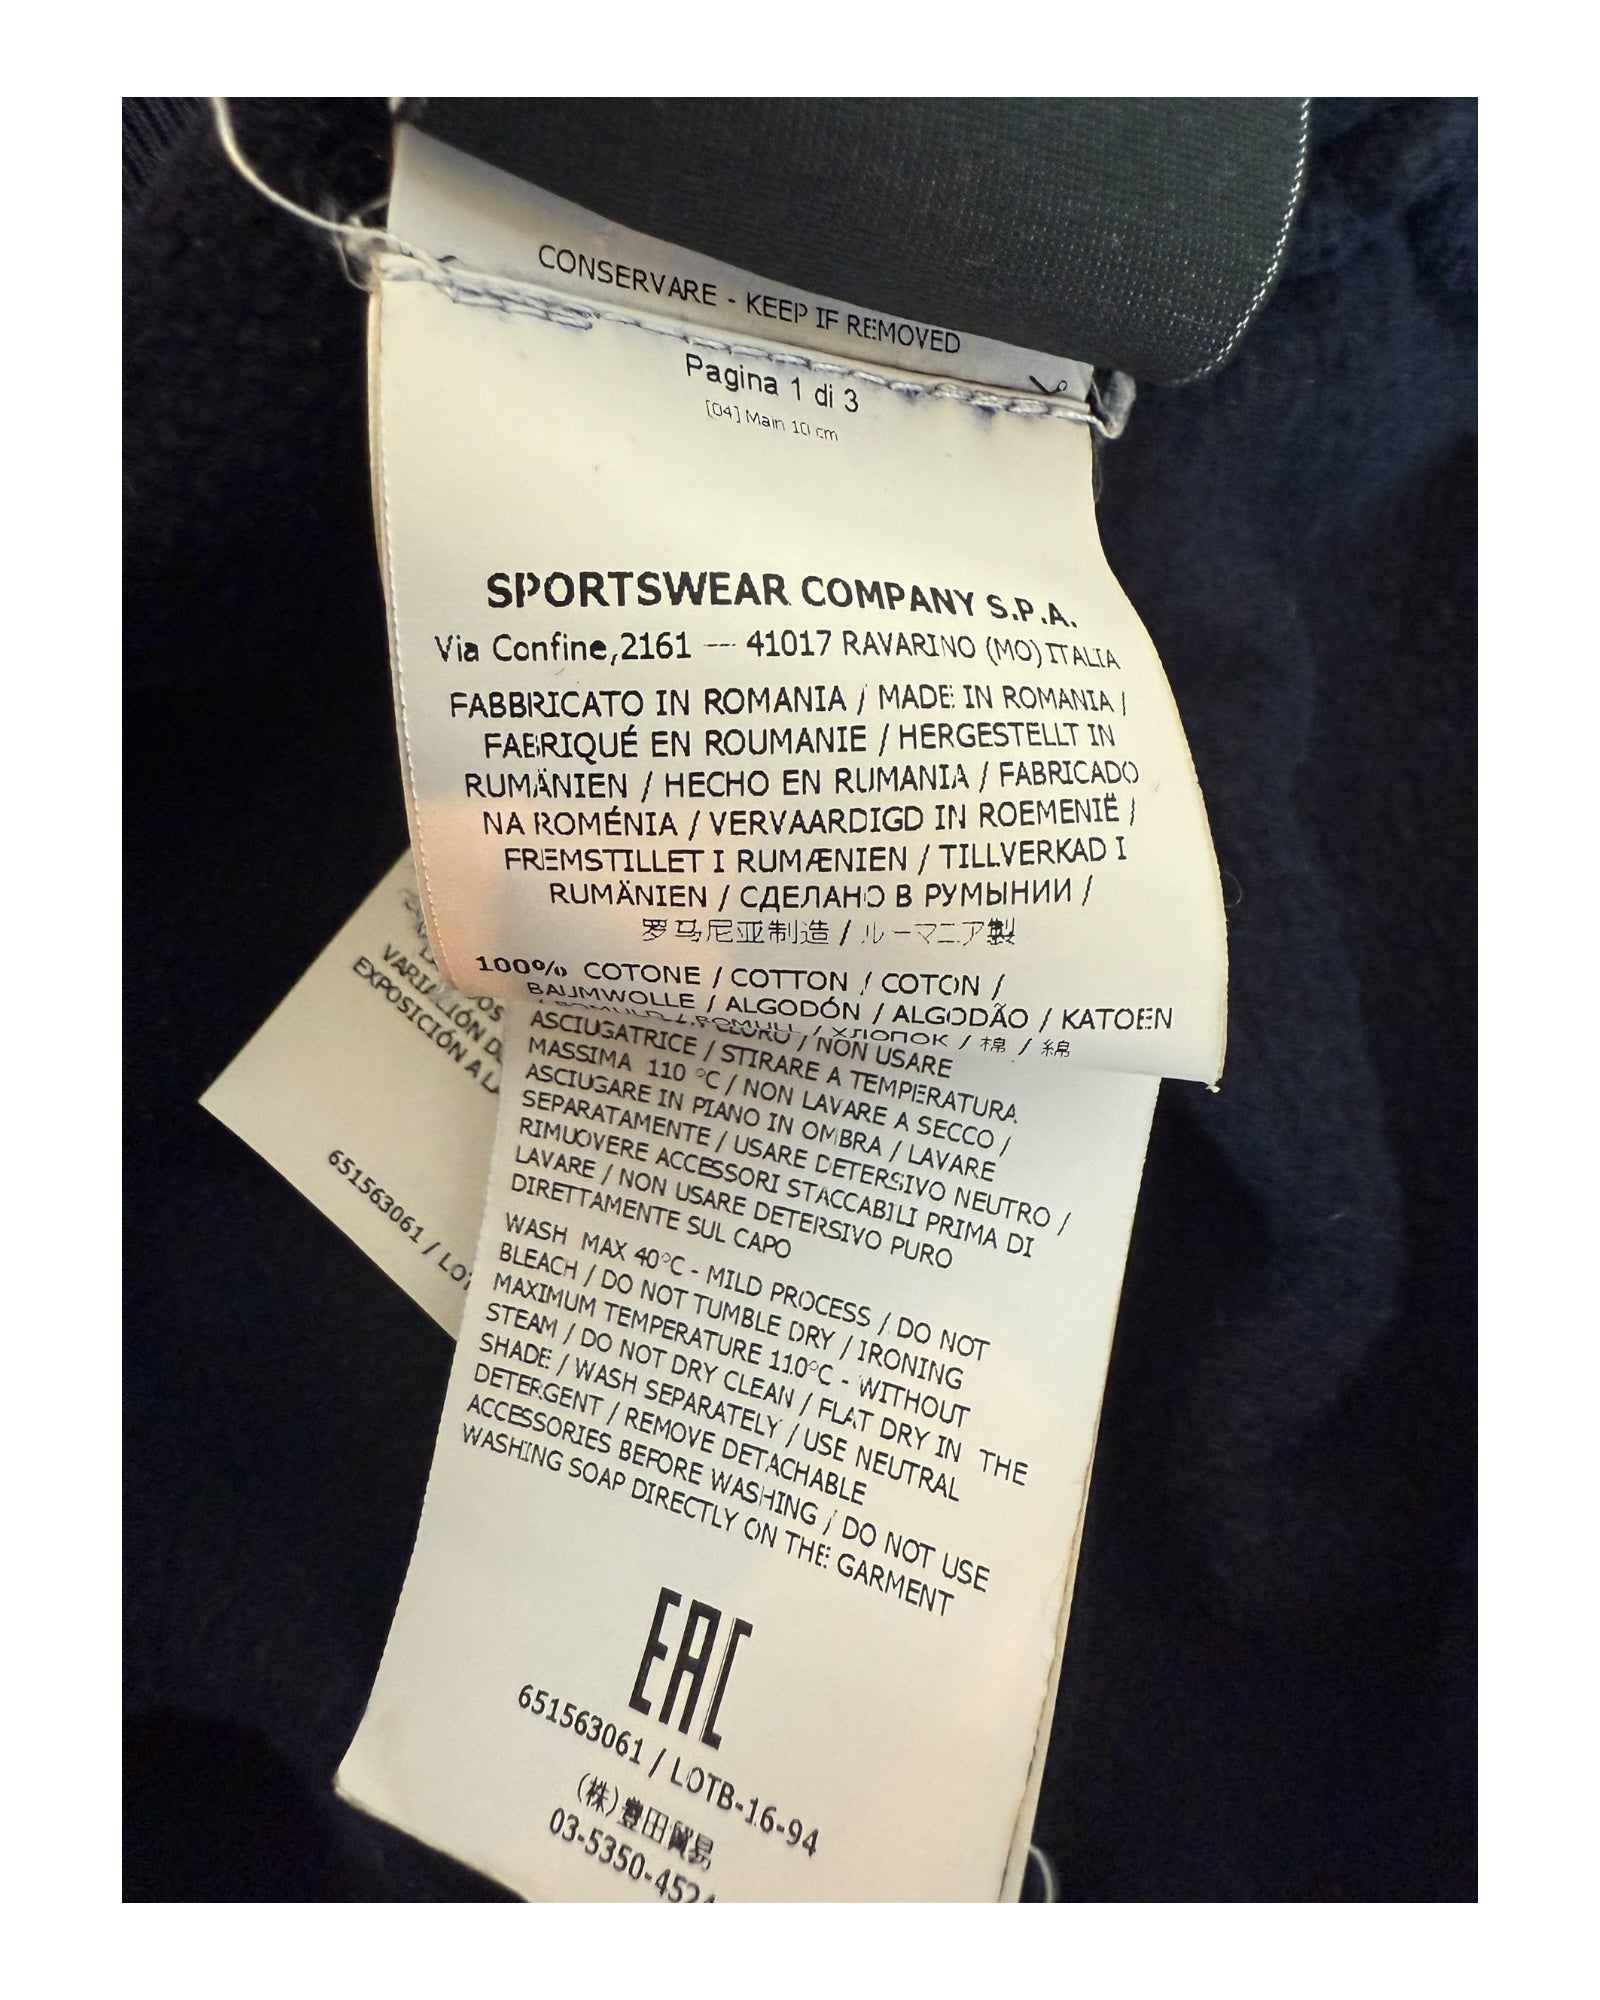 CONSERVARE - KEEP IF REMOVED
Pagina 1 di 3
[04] Main 10 cm
SPORTSWEAR COMPANY S.P.A.
Via Confine,2161 --- 41017 RAVARINO (MO) ITALIA
FABBRICATO IN ROMANIA / MADE IN ROMANIA /
FABRIQUÉ EN ROUMANIE / HERGESTELLT IN
RUMÄNIEN / HECHO EN RUMANIA / FABRICADO
NA ROMÉNIA / VERVAARDIGD IN ROEMENIË /
FREMSTILLET I RUMÆNIEN / TILLVERKAD I
RUMÄNIEN / СДЕЛАНО В РУМЫНИИ /
罗马尼亚制造 / ルーマニア製
100% COTONE / COTTON / COTON /
BAUMWOLLE / ALGODÓN / ALGODÃO / KATOEN
/ BOMULD / BOMULL / ХЛОПОК / 棉 / 綿
/ NON USARE
ASCIUGATRICE / STIRARE A TEMPERATURA
MASSIMA 110 °C / NON LAVARE A SECCO /
ASCIUGARE IN PIANO IN OMBRA / LAVARE
SEPARATAMENTE / USARE DETERSIVO NEUTRO /
RIMUOVERE ACCESSORI STACCABILI PRIMA DI
LAVARE / NON USARE DETERSIVO PURO
DIRETTAMENTE SUL CAPO
WASH MAX 40°C - MILD PROCESS / DO NOT
BLEACH / DO NOT TUMBLE DRY / IRONING
MAXIMUM TEMPERATURE 110°C - WITHOUT
STEAM / DO NOT DRY CLEAN / FLAT DRY IN THE
SHADE / WASH SEPARATELY / USE NEUTRAL
DETERGENT / REMOVE DETACHABLE
ACCESSORIES BEFORE WASHING / DO NOT USE
WASHING SOAP DIRECTLY ON THE GARMENT
EAC
651563061 / LOTB-16-94
(株)豊田貿易
03-5350-4524
VARIACIÓN
EXPOSICIÓN A LA
651563061 / LOT